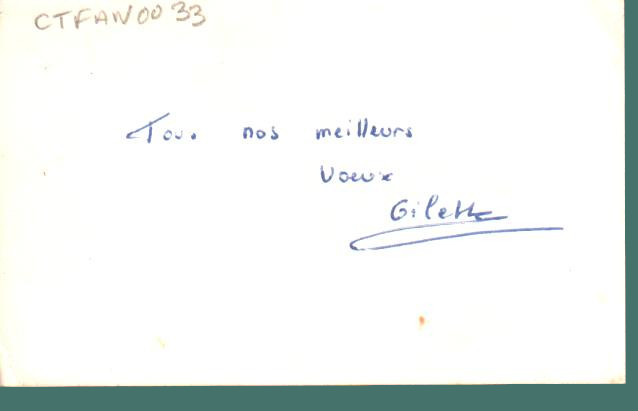 CTFAN0033
Tous nos meilleurs
Voeux
Gilette